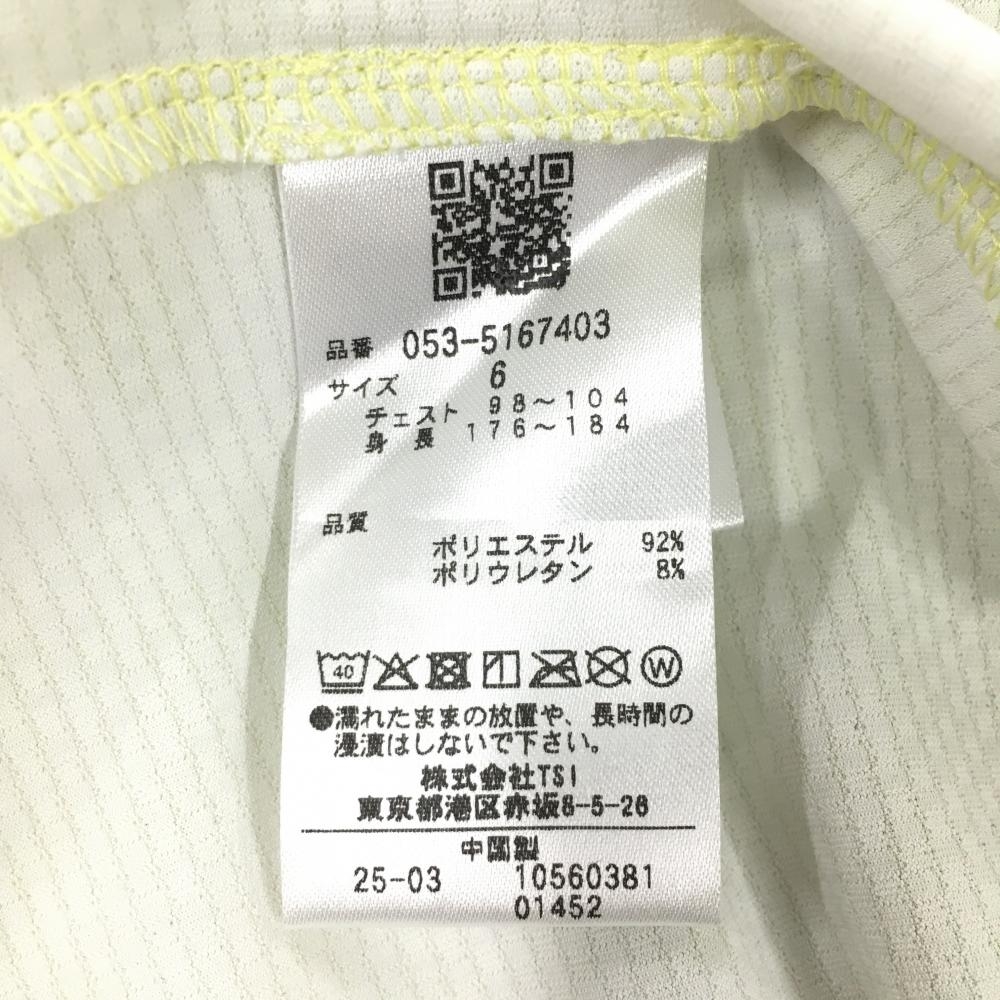 品番 053-5167403
サイズ 6
チェスト 98～104
身長 176～184
品質
ポリエステル 92%
ポリウレタン 8%
40 W
●濡れたままの放置や、長時間の
浸漬はしないで下さい。
株式会社TSI
東京都港区赤坂8-5-26
中国製
25-03 10560381
01452